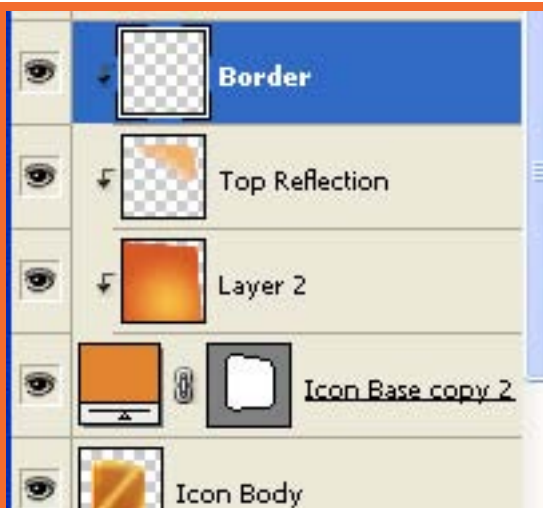 Border
Top Reflection
Layer 2
Icon Base copy 2
Icon Body